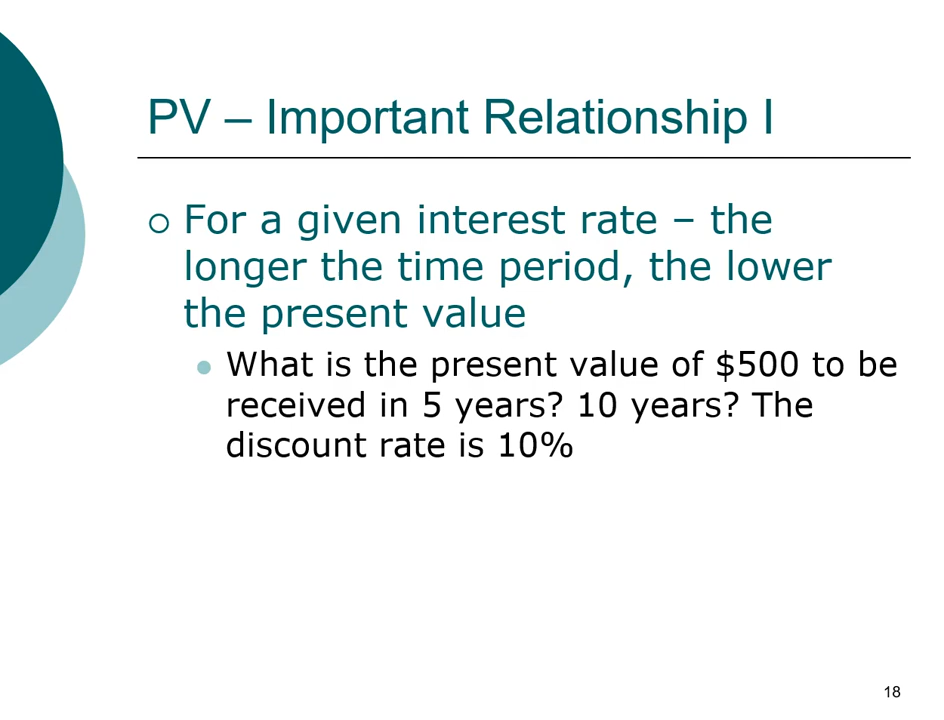 PV – Important Relationship I
For a given interest rate – the
longer the time period, the lower
the present value
What is the present value of $500 to be
received in 5 years? 10 years? The
discount rate is 10%
18